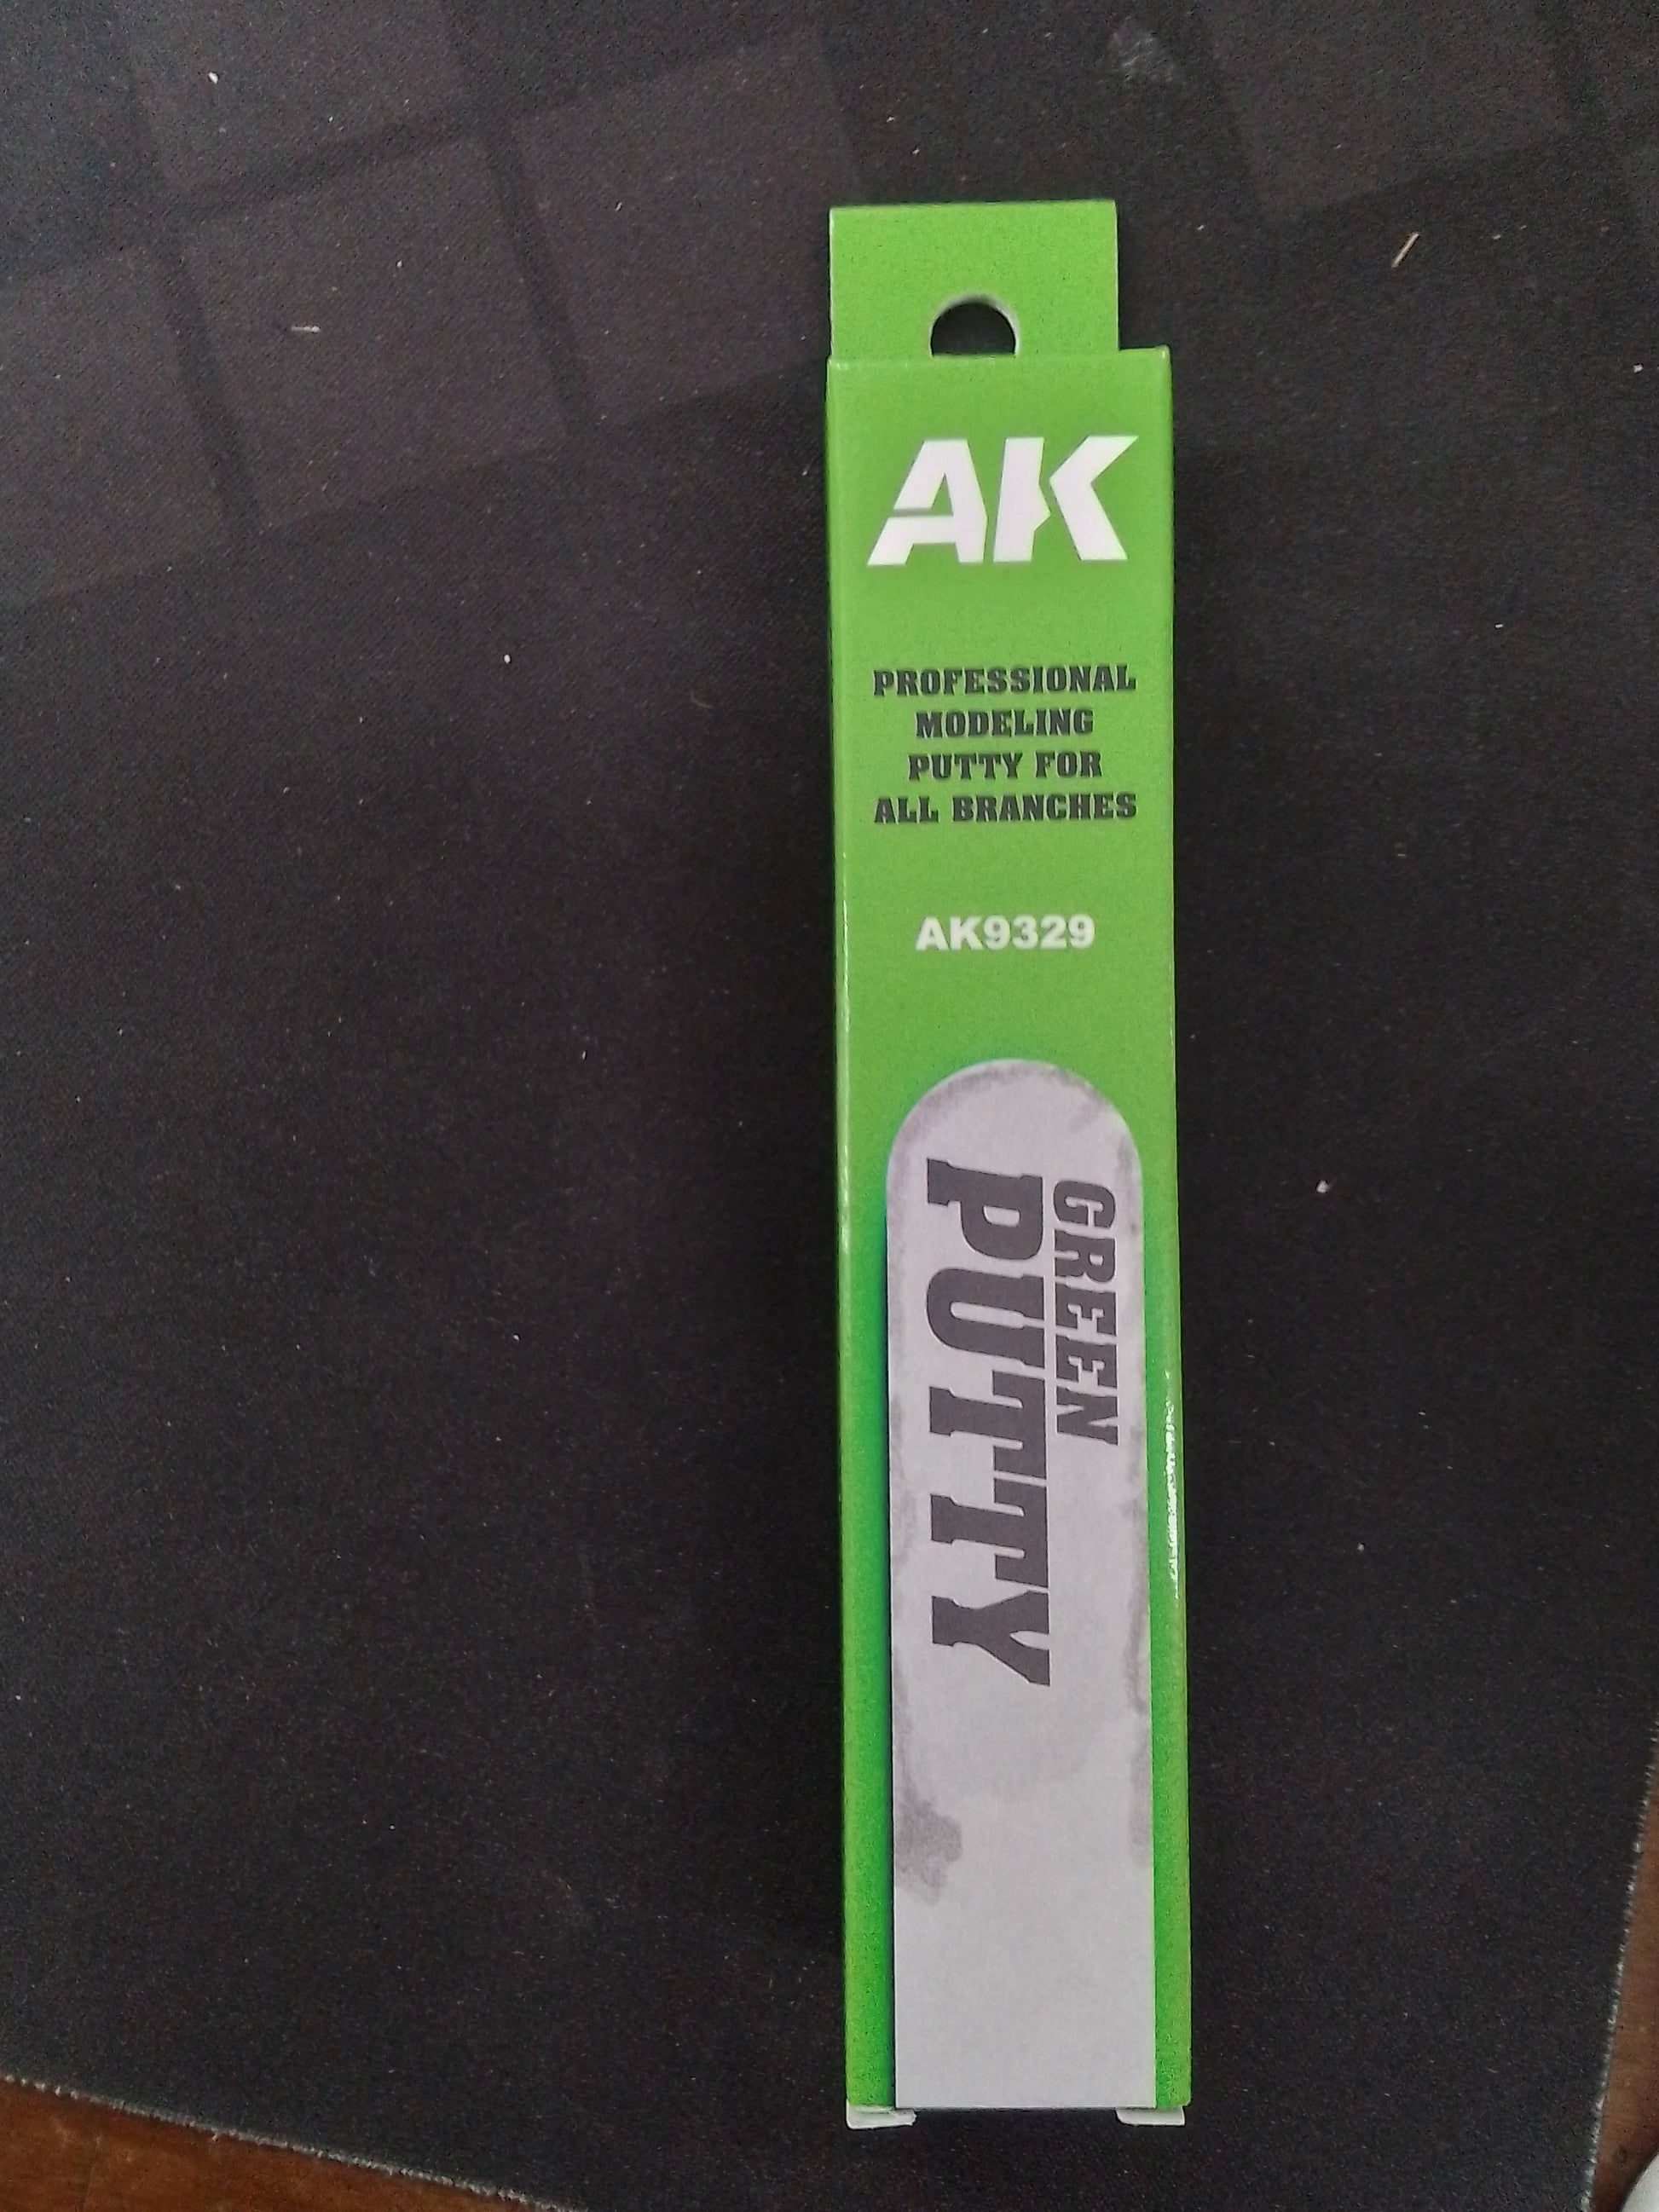 AK
PROFESSIONAL
MODELING
PUTTY FOR
ALL BRANCHES
AK9329
GREEN
PUTTY